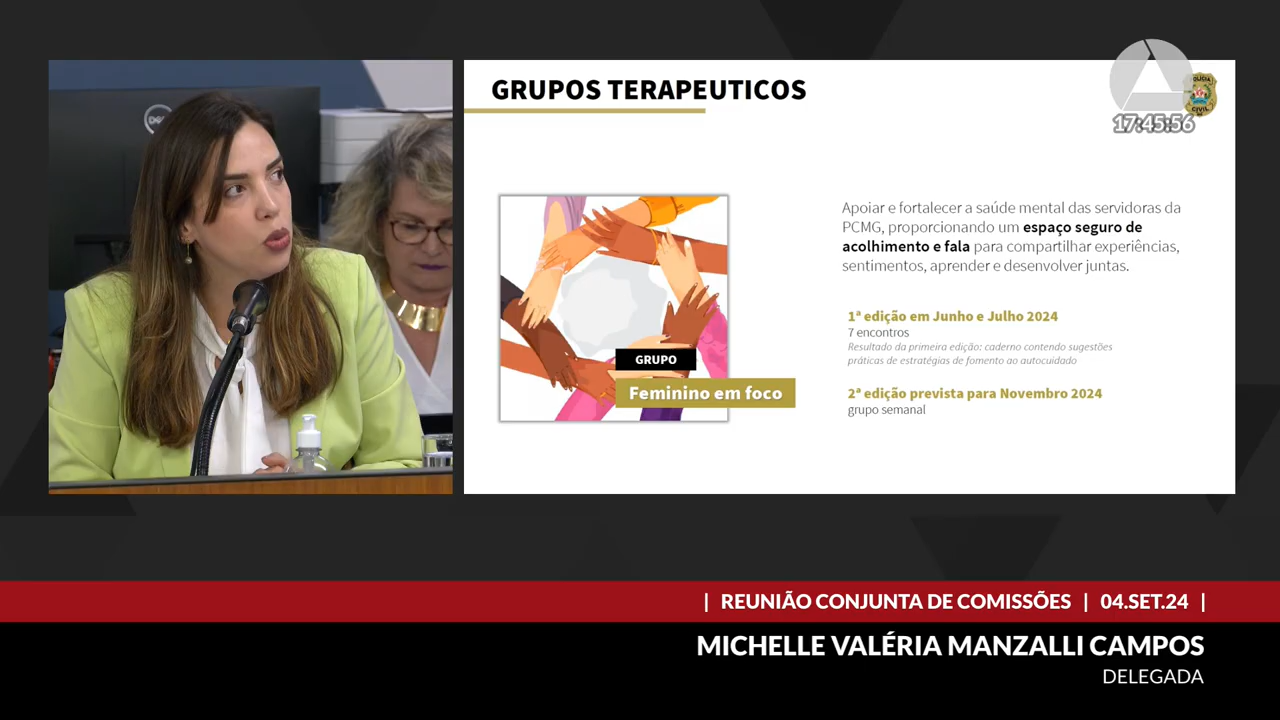 DELL
GRUPOS TERAPEUTICOS
POLÍCIA
CIVIL
17:45:56
Apoiar e fortalecer a saúde mental das servidoras da
PCMG, proporcionando um espaço seguro de
acolhimento e fala para compartilhar experiências,
sentimentos, aprender e desenvolver juntas.
GRUPO
Feminino em foco
1ª edição em Junho e Julho 2024
7 encontros
Resultado da primeira edição: caderno contendo sugestões
práticas de estratégias de fomento ao autocuidado
2ª edição prevista para Novembro 2024
grupo semanal
| REUNIÃO CONJUNTA DE COMISSÕES | 04.SET.24 |
MICHELLE VALÉRIA MANZALLI CAMPOS
DELEGADA